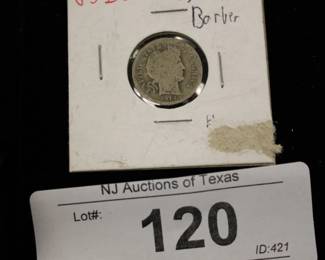 Barber
NJ Auctions of Texas
Lot#:
120
ID:421